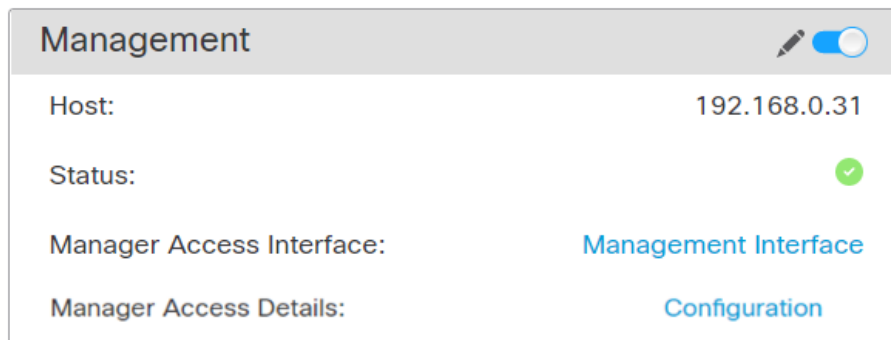 Management
Host: 192.168.0.31
Status:
Manager Access Interface: Management Interface
Manager Access Details: Configuration